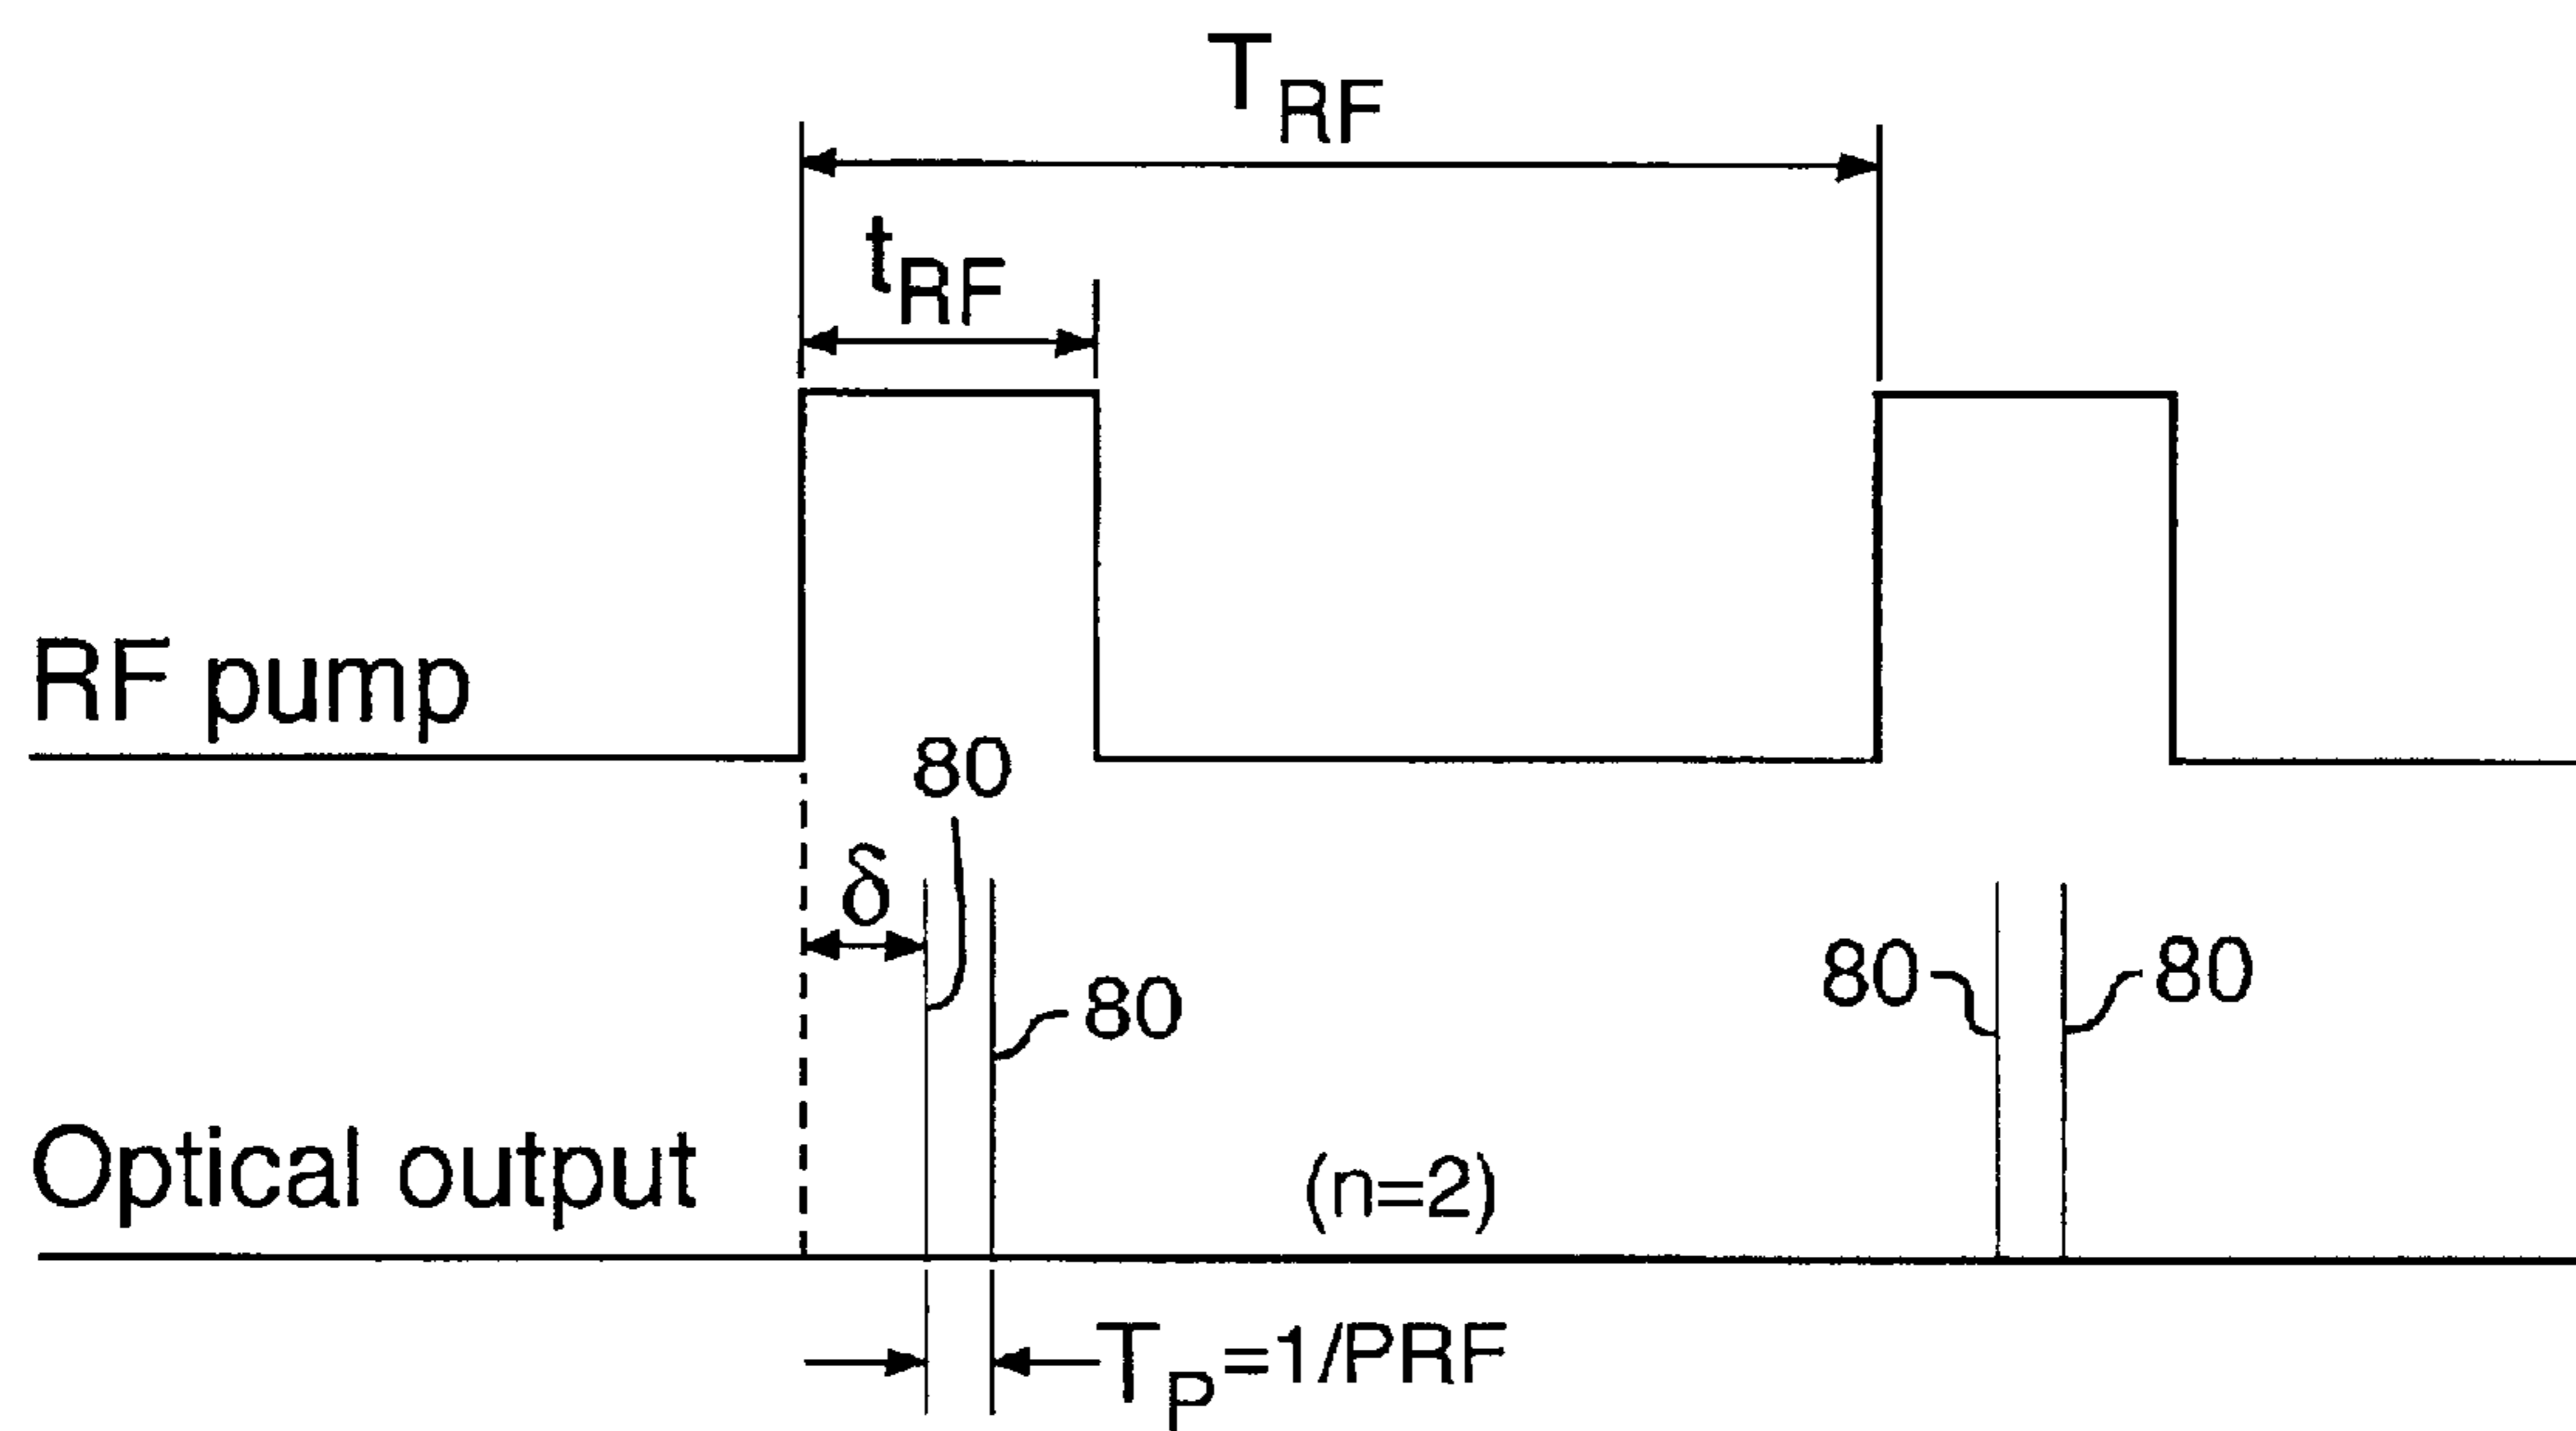 T_RF
t_RF
RF pump
80
δ
80
80
80
Optical output
(n=2)
T_P=1/PRF